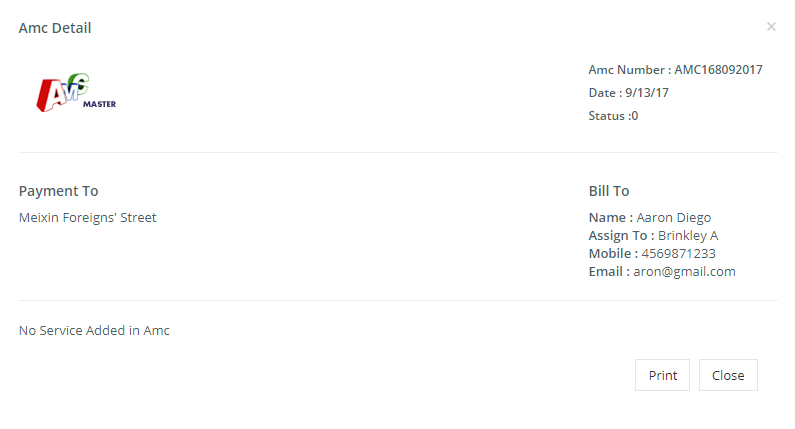 Amc Detail
×
AMC MASTER
Amc Number : AMC168092017
Date : 9/13/17
Status :0
Payment To
Meixin Foreigns' Street
Bill To
Name : Aaron Diego
Assign To : Brinkley A
Mobile : 4569871233
Email : aron@gmail.com
No Service Added in Amc
Print
Close